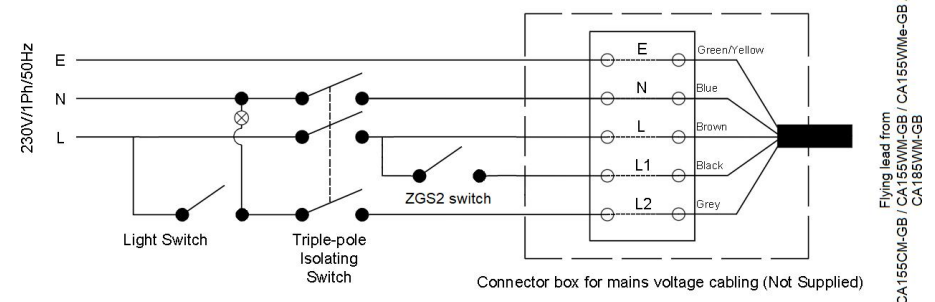 230V/1Ph/50Hz
E
N
L
Light Switch
Triple-pole
Isolating
Switch
ZGS2 switch
E
Green/Yellow
N
Blue
L
Brown
L1
Black
L2
Grey
Connector box for mains voltage cabling (Not Supplied)
Flying lead from
CA155CM-GB / CA155WM-GB / CA155WMe-GB /
CA185WM-GB